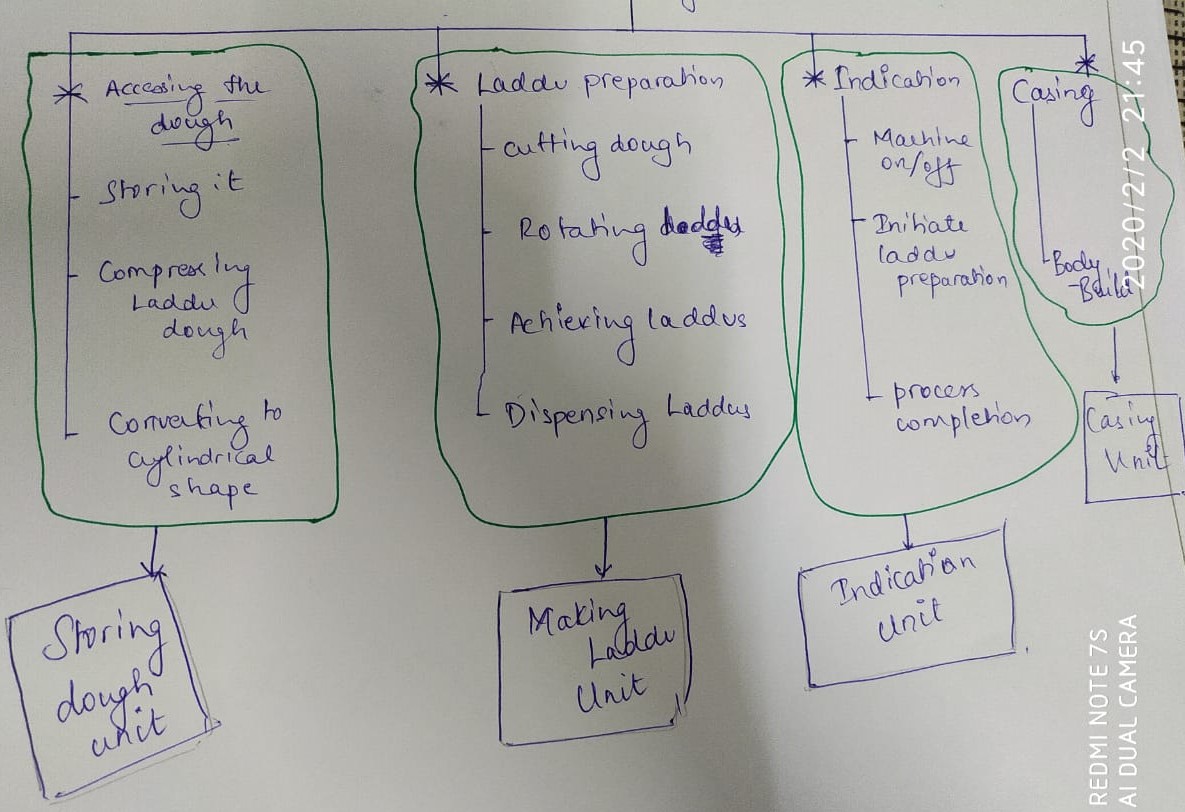 Accessing the
dough
Storing it
Compressing
Laddu
dough
Converting to
cylindrical
shape
Storing
dough
unit
Laddu preparation
cutting dough
Rotating laddus
Achieving laddus
Dispensing Laddus
Making
Laddu
Unit
Indication
Machine
on/off
Initiate
laddu
preparation
process
completion
Indication
Unit
Casing
Body
-Build
Casing
Unit
2020/2/2 21:45
REDMI NOTE 7S
AI DUAL CAMERA